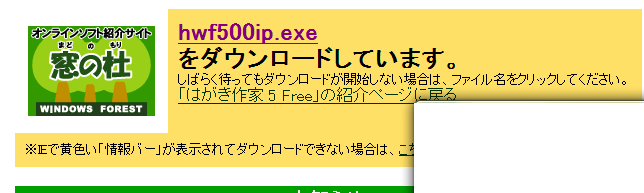 オンラインソフト紹介サイト
まど の もり
窓の杜
WINDOWS FOREST
hwf500ip.exe
をダウンロードしています。
しばらく待ってもダウンロードが開始しない場合は、ファイル名をクリックしてください。
「はがき作家 5 Free」の紹介ページに戻る
※IEで黄色い「情報バー」が表示されてダウンロードできない場合は、こち